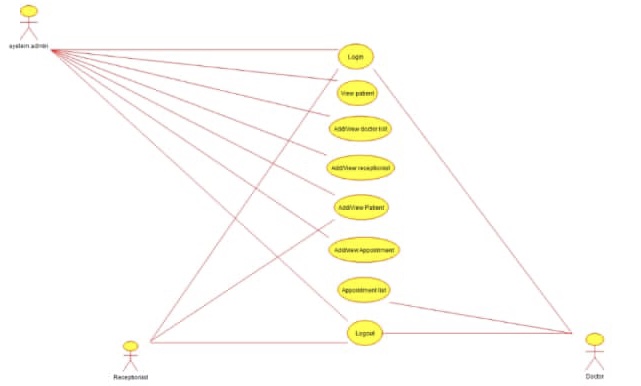 system admin
Login
View patient
Add/View doctor list
Add/View receptionist
Add/View Patient
Add/View Appointment
Appointment list
Logout
Receptionist
Doctor